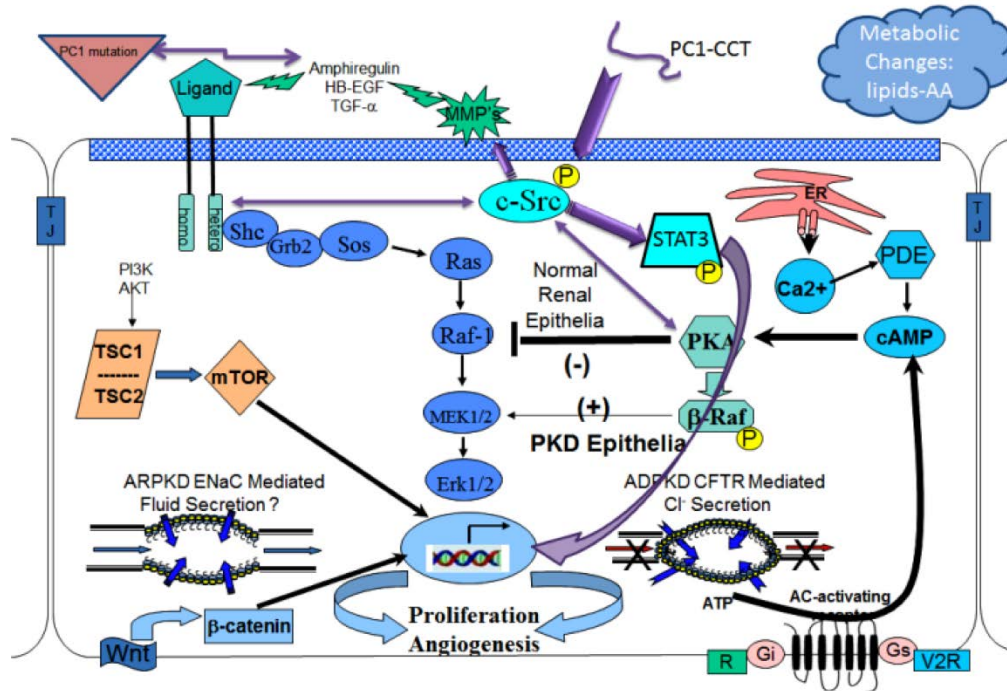 PC1 mutation
Ligand
Amphiregulin
HB-EGF
TGF-α
MMP's
PC1-CCT
Metabolic
Changes:
lipids-AA
TJ
homo
hetero
Shc
Grb2
Sos
Ras
Raf-1
MEK1/2
Erk1/2
c-Src
P
STAT3
P
ER
Ca2+
PDE
cAMP
TJ
PI3K
AKT
TSC1
-------
TSC2
mTOR
Normal
Renal
Epithelia
(-)
PKA
(+)
β-Raf
P
PKD Epithelia
ARPKD ENaC Mediated
Fluid Secretion ?
ADPKD CFTR Mediated
Cl- Secretion
ATP
AC-activating
Wnt
β-catenin
Proliferation
Angiogenesis
R
Gi
Gs
V2R